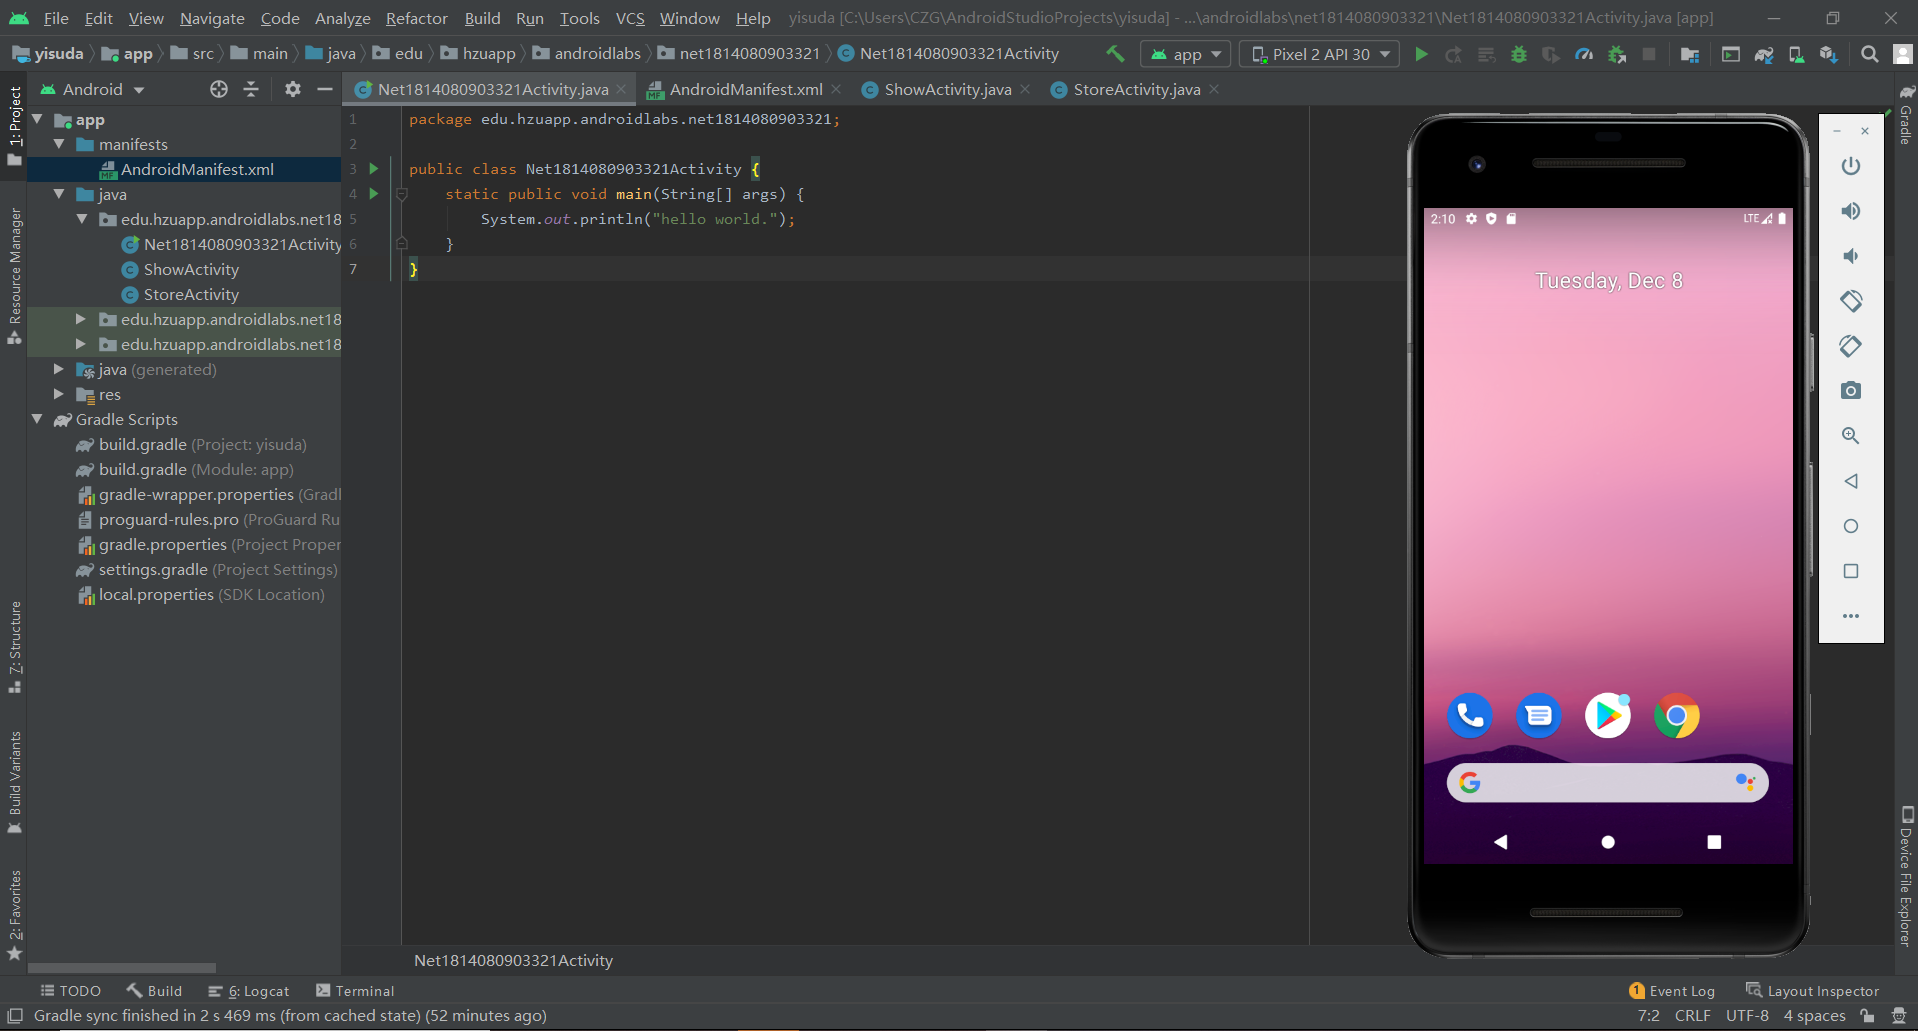 File Edit View Navigate Code Analyze Refactor Build Run Tools VCS Window Help yisuda [C:\Users\CZG\AndroidStudioProjects\yisuda] - ...\androidlabs\net1814080903321\Net1814080903321Activity.java [app]
yisuda app src main java edu hzuapp androidlabs net1814080903321 Net1814080903321Activity app Pixel 2 API 30
Android
Net1814080903321Activity.java AndroidManifest.xml ShowActivity.java StoreActivity.java
1: Project
Resource Manager
7: Structure
Build Variants
2: Favorites
app
manifests
AndroidManifest.xml
java
edu.hzuapp.androidlabs.net18
Net1814080903321Activity
ShowActivity
StoreActivity
edu.hzuapp.androidlabs.net18
edu.hzuapp.androidlabs.net18
java (generated)
res
Gradle Scripts
build.gradle (Project: yisuda)
build.gradle (Module: app)
gradle-wrapper.properties (Gradl
proguard-rules.pro (ProGuard Ru
gradle.properties (Project Proper
settings.gradle (Project Settings)
local.properties (SDK Location)
1 package edu.hzuapp.androidlabs.net1814080903321;
2
3 public class Net1814080903321Activity {
4 static public void main(String[] args) {
5 System.out.println("hello world.");
6 }
7 }
Net1814080903321Activity
2:10 LTE
Tuesday, Dec 8
Gradle
Device File Explorer
TODO Build 6: Logcat Terminal 1 Event Log Layout Inspector
Gradle sync finished in 2 s 469 ms (from cached state) (52 minutes ago) 7:2 CRLF UTF-8 4 spaces